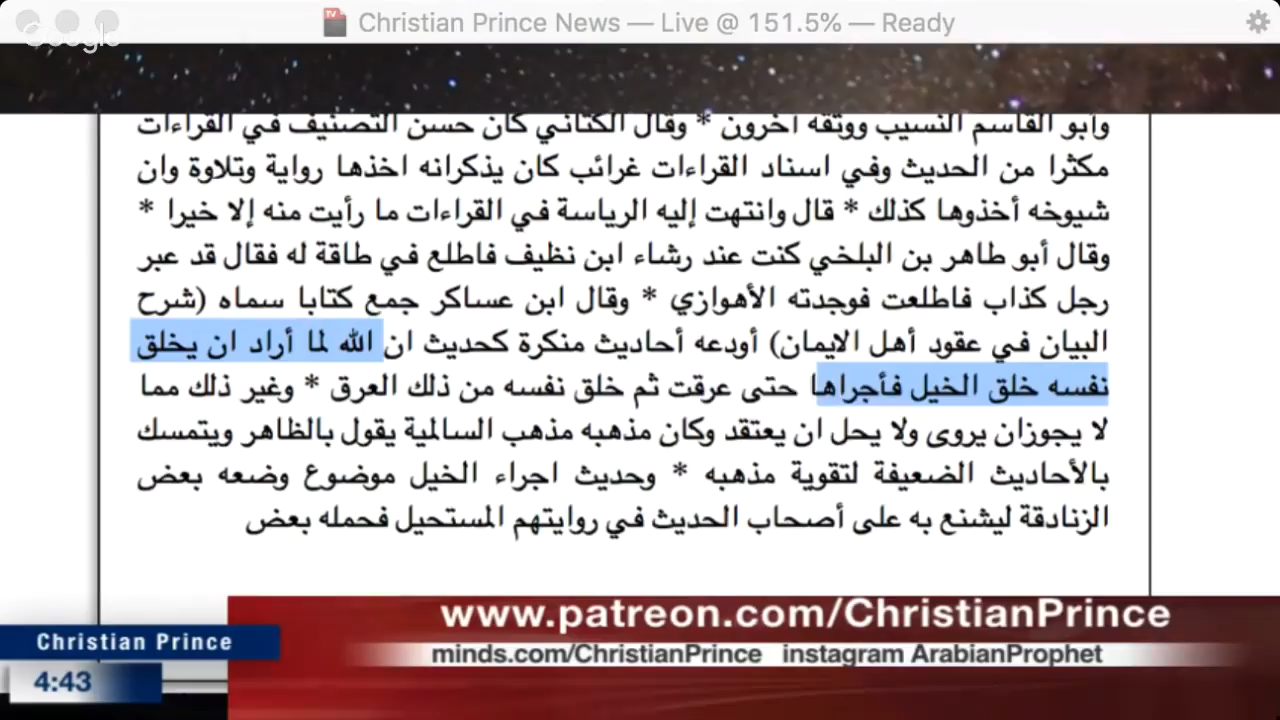 Christian Prince News — Live @ 151.5% — Ready
Google
وأبو القاسم النسيب ووثقه آخرون * وقال الكتاني كان حسن التصنيف في القراءات
مكثرا من الحديث وفي اسناد القراءات غرائب كان يذكرانه اخذها رواية وتلاوة وان
شيوخه أخذوها كذلك * قال وانتهت إليه الرياسة في القراءات ما رأيت منه إلا خيرا *
وقال أبو طاهر بن البلخي كنت عند رشاء ابن نظيف فاطلع في طاقة له فقال قد عبر
رجل كذاب فاطلعت فوجدته الأهوازي * وقال ابن عساكر جمع كتابا سماه (شرح
البيان في عقود أهل الايمان) أودعه أحاديث منكرة كحديث ان الله لما أراد ان يخلق
نفسه خلق الخيل فأجراها حتى عرقت ثم خلق نفسه من ذلك العرق * وغير ذلك مما
لا يجوزان يروى ولا يحل ان يعتقد وكان مذهبه مذهب السالمية يقول بالظاهر ويتمسك
بالأحاديث الضعيفة لتقوية مذهبه * وحديث اجراء الخيل موضوع وضعه بعض
الزنادقة ليشنع به على أصحاب الحديث في روايتهم المستحيل فحمله بعض
www.patreon.com/ChristianPrince
Christian Prince
minds.com/ChristianPrince instagram ArabianProphet
4:43